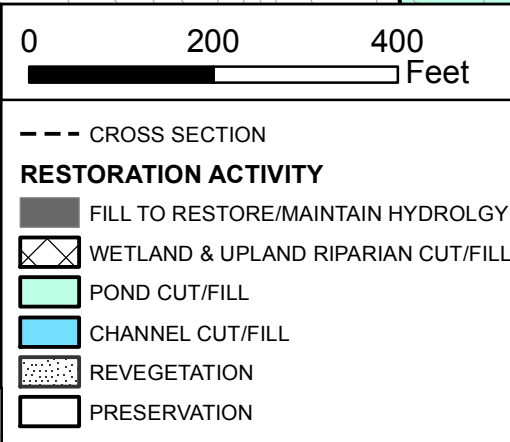 0 200 400
Feet
CROSS SECTION
RESTORATION ACTIVITY
FILL TO RESTORE/MAINTAIN HYDROLGY
WETLAND & UPLAND RIPARIAN CUT/FILL
POND CUT/FILL
CHANNEL CUT/FILL
REVEGETATION
PRESERVATION